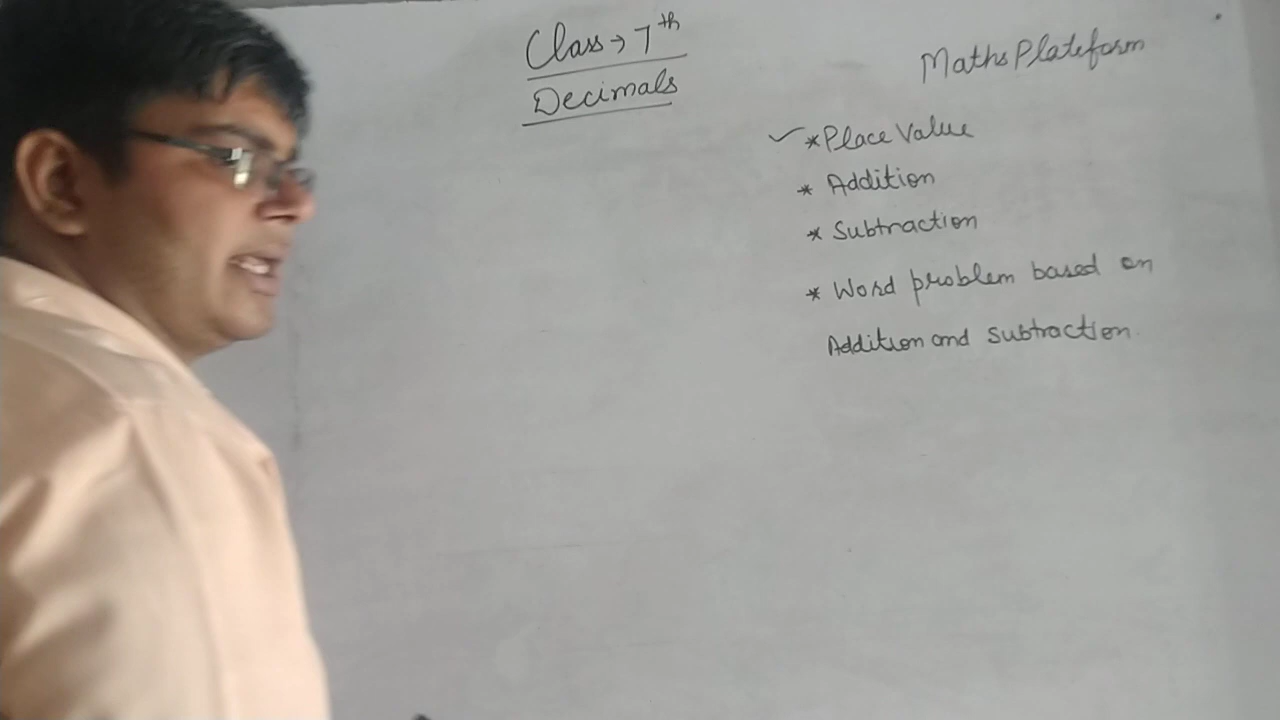 Class → 7th
Decimals
Maths Plateform
✓ * Place Value
* Addition
* Subtraction
* Word problem based on
Addition and subtraction.